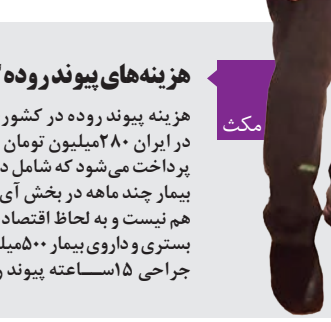 هزینه‌های پیوند روده
مکث
هزینه پیوند روده در کشور
در ایران ۲۸۰میلیون تومان
پرداخت می‌شود که شامل
بیمار چند ماهه در بخش آی
هم نیست و به لحاظ اقتصاد
بستری و داروی بیمار ۵۰۰میل
جراحی ۱۵ســـاعته پیوند